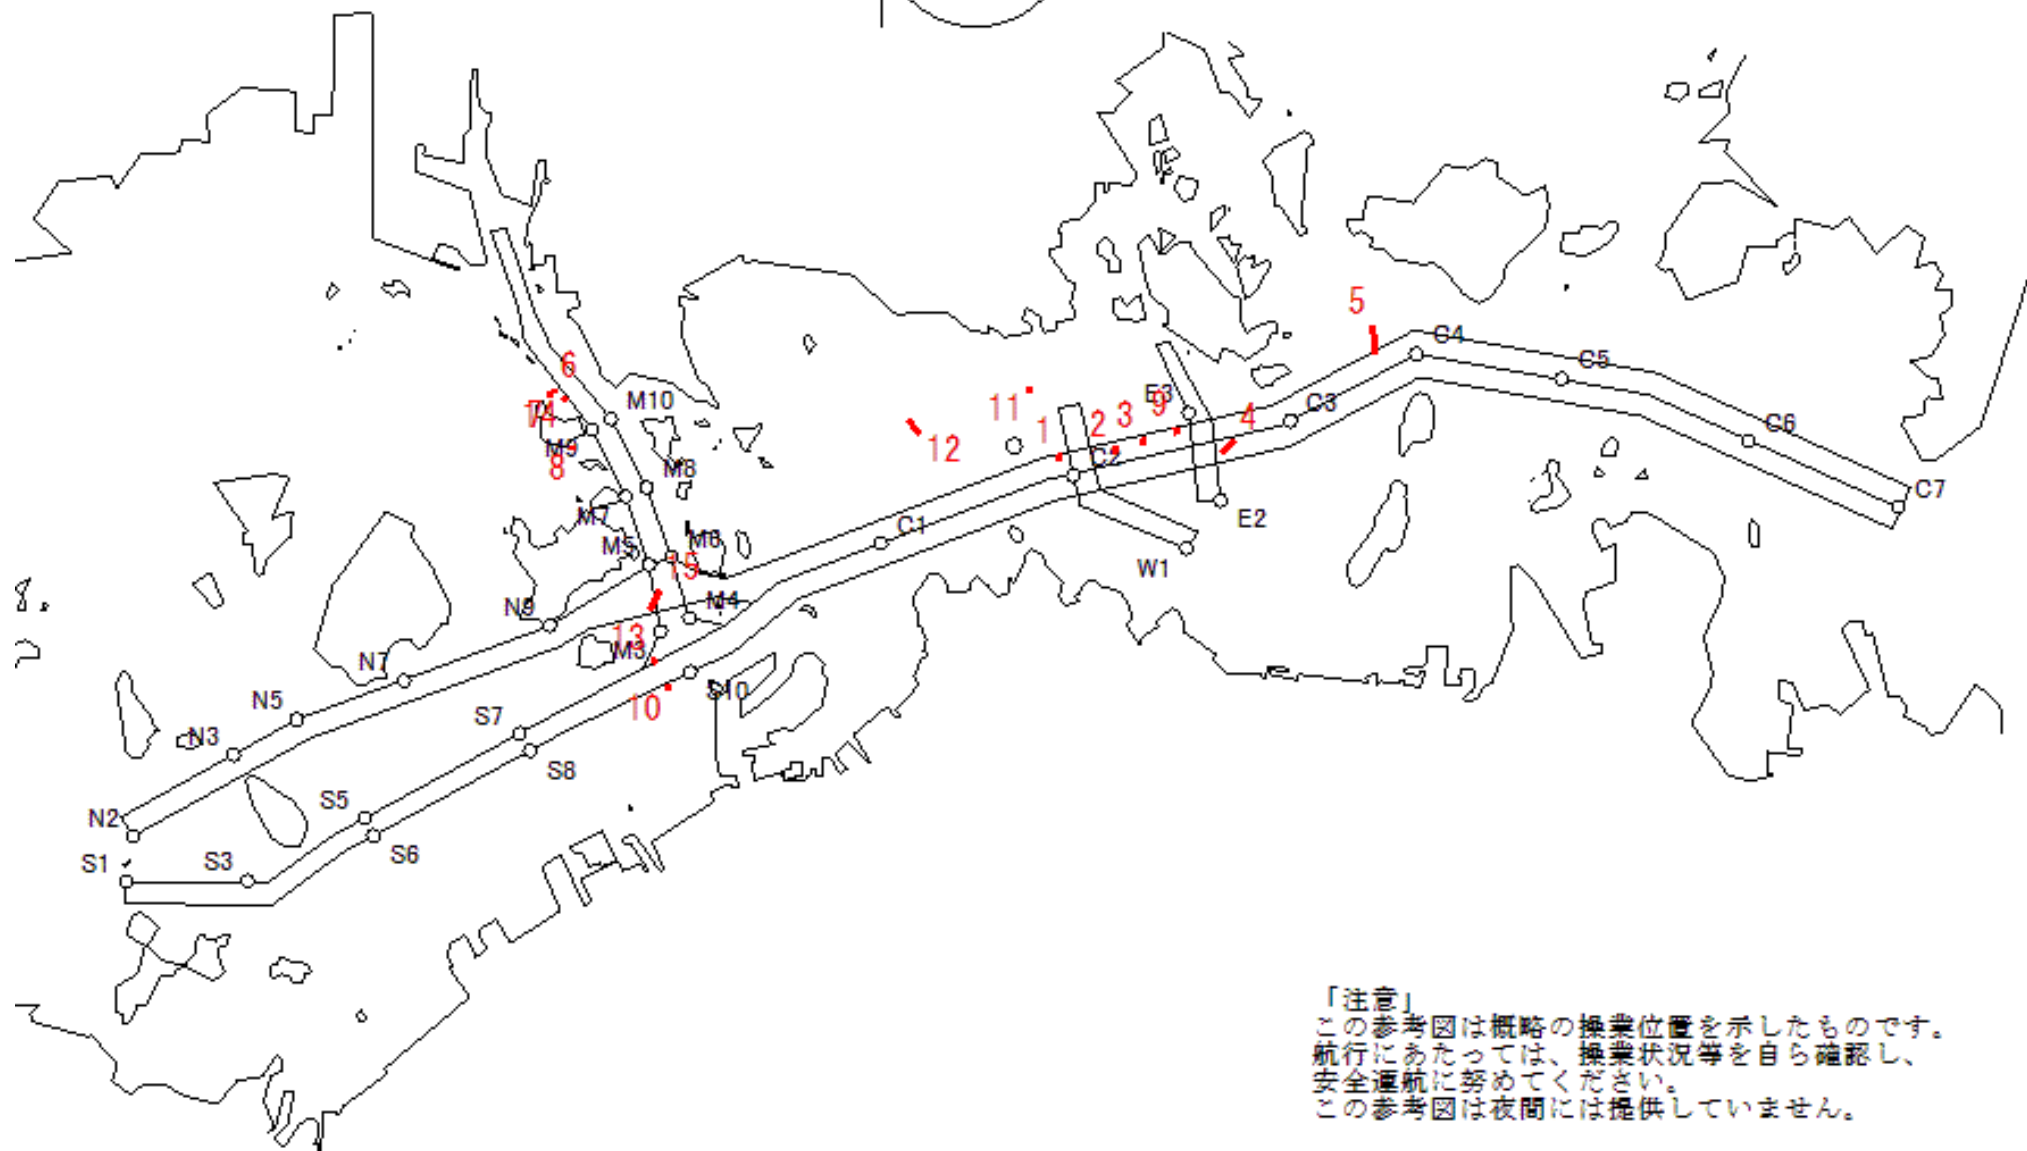 5
C4
C5
6
E3
M10
11
9
4
C3
1
2
3
14
12
M9
C2
C6
8
M8
C7
M7
E2
C1
M5
M6
15
W1
N9
M4
13
M3
N7
10
S10
N5
S7
N3
S8
S5
N2
S6
S1
S3
「注意」
この参考図は概略の操業位置を示したものです。
航行にあたっては、操業状況等を自ら確認し、
安全運航に努めてください。
この参考図は夜間には提供していません。